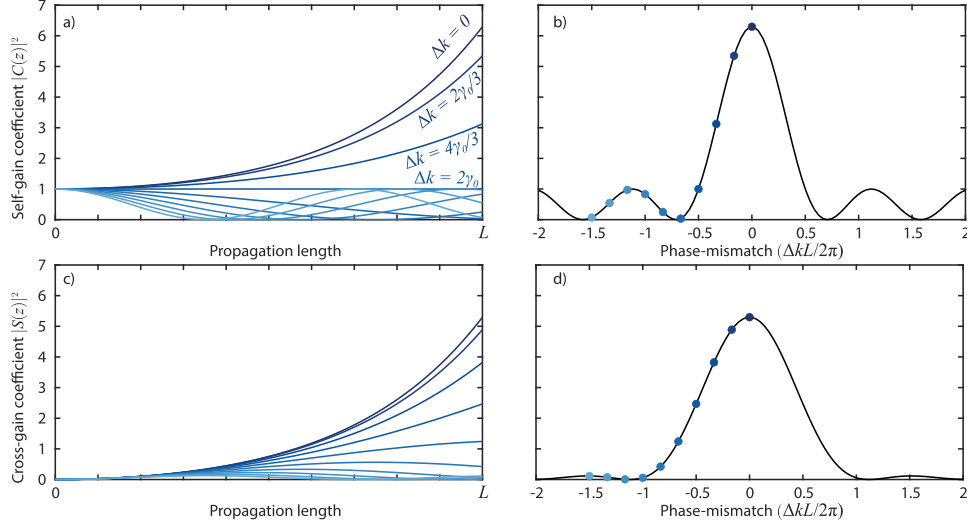 a)
Self-gain coefficient |C(z)|²
7
6
5
4
3
2
1
0
Δk = 0
Δk = 2γ₀/3
Δk = 4γ₀/3
Δk = 2γ₀
0
L
Propagation length
b)
-2
-1.5
-1
-0.5
0
0.5
1
1.5
2
Phase-mismatch (ΔkL/2π)
c)
Cross-gain coefficient |S(z)|²
7
6
5
4
3
2
1
0
0
L
Propagation length
d)
-2
-1.5
-1
-0.5
0
0.5
1
1.5
2
Phase-mismatch (ΔkL/2π)